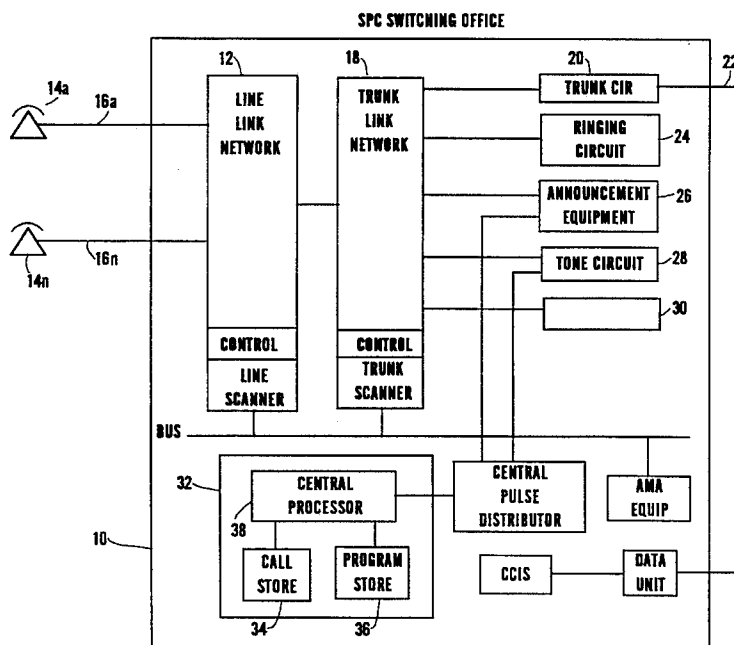 SPC SWITCHING OFFICE
12
18
20
22
14a
16a
LINE
LINK
NETWORK
TRUNK
LINK
NETWORK
TRUNK CIR
RINGING
CIRCUIT
24
ANNOUNCEMENT
EQUIPMENT
26
14n
16n
TONE CIRCUIT
28
30
CONTROL
LINE
SCANNER
CONTROL
TRUNK
SCANNER
BUS
32
CENTRAL
PROCESSOR
38
CENTRAL
PULSE
DISTRIBUTOR
AMA
EQUIP
10
CALL
STORE
34
PROGRAM
STORE
36
CCIS
DATA
UNIT